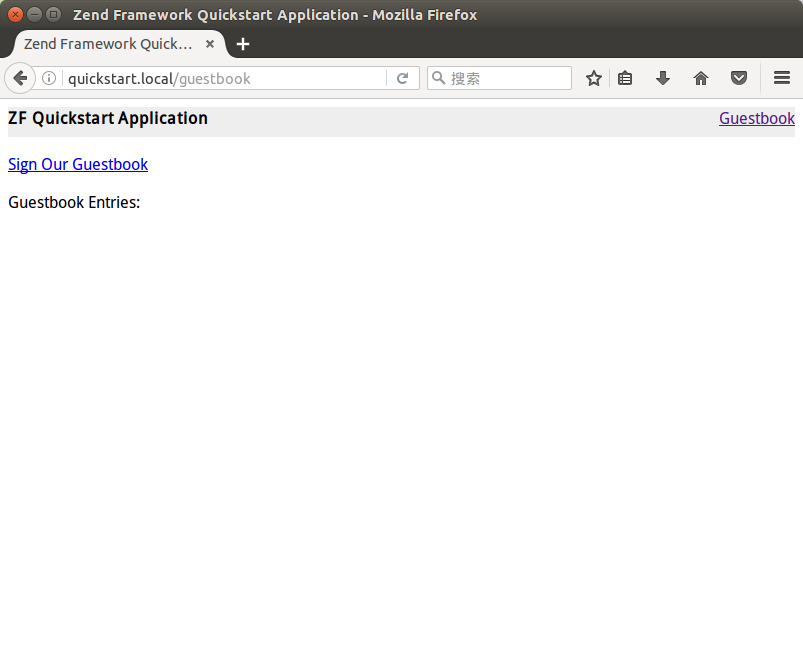 Zend Framework Quickstart Application - Mozilla Firefox
Zend Framework Quick...
quickstart.local/guestbook
搜索
ZF Quickstart Application
Guestbook
Sign Our Guestbook
Guestbook Entries: